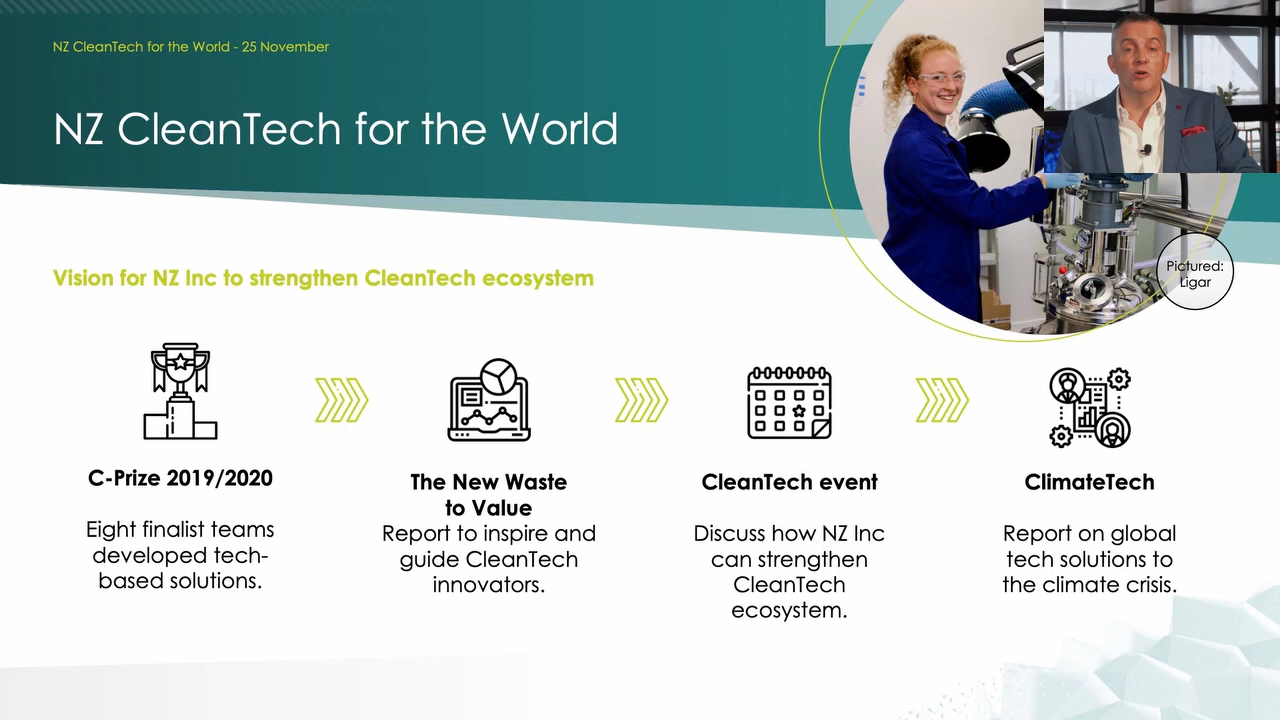 NZ CleanTech for the World - 25 November
NZ CleanTech for the World
Pictured:
Ligar
Vision for NZ Inc to strengthen CleanTech ecosystem
C-Prize 2019/2020
Eight finalist teams
developed tech-
based solutions.
The New Waste
to Value
Report to inspire and
guide CleanTech
innovators.
CleanTech event
Discuss how NZ Inc
can strengthen
CleanTech
ecosystem.
ClimateTech
Report on global
tech solutions to
the climate crisis.